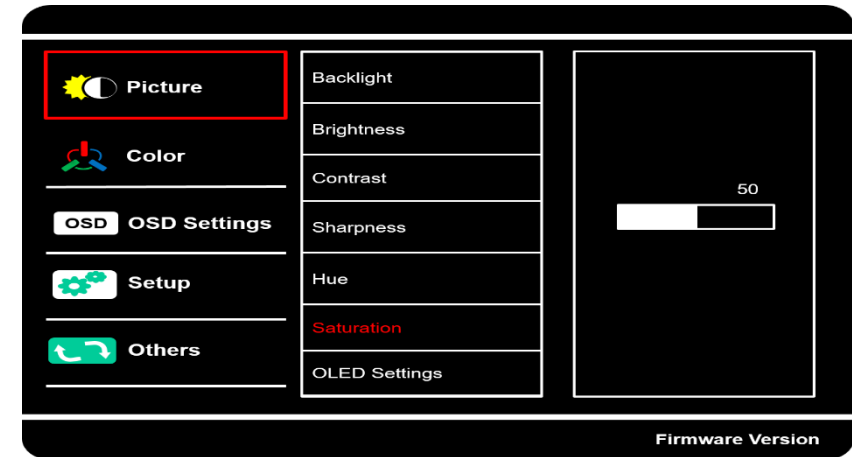 Picture
Color
OSD OSD Settings
Setup
Others
Backlight
Brightness
Contrast
Sharpness
Hue
Saturation
OLED Settings
50
Firmware Version